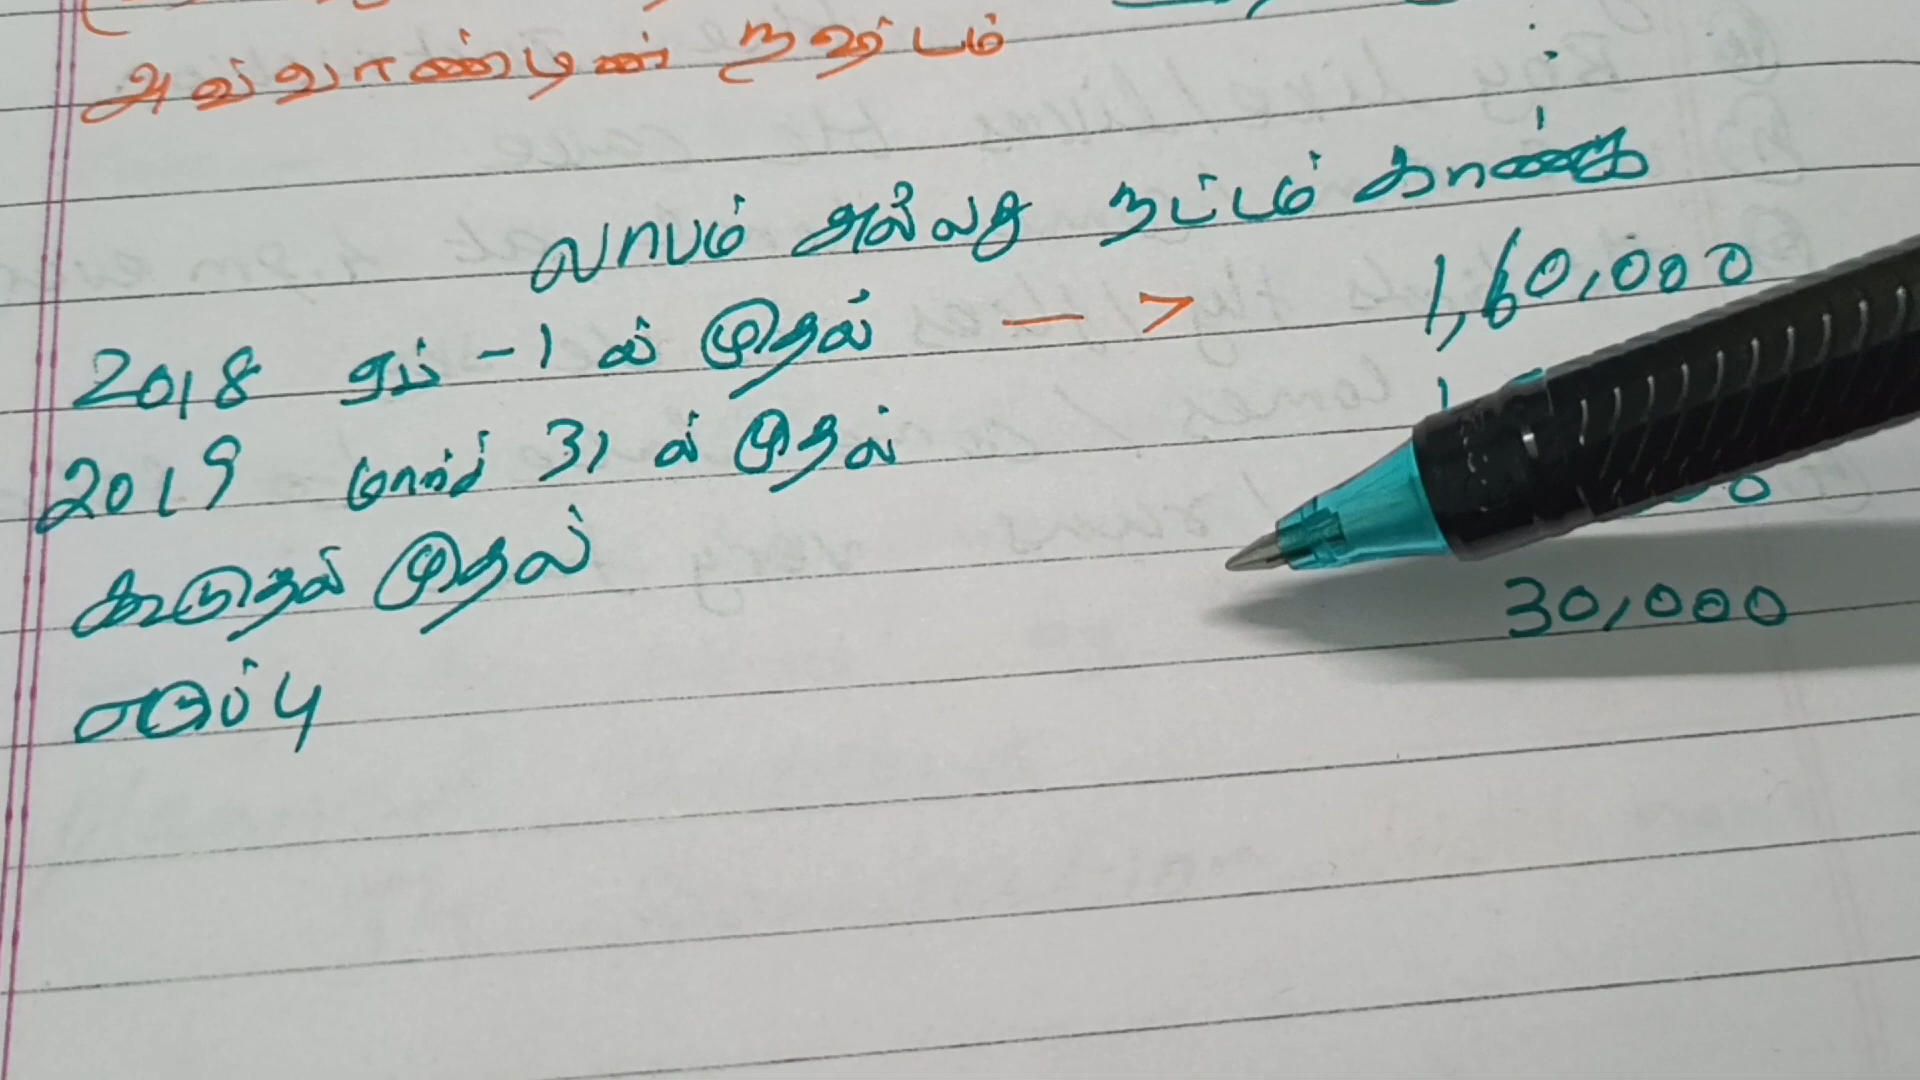 அவ்வாண்டின் நஷ்டம்
லாபம் அல்லது நட்டம் காண்க
2018 ஏப் -1 ல் முதல் —> 1,60,000
2019 மார்ச் 31 ல் முதல்
கூடுதல் முதல்
எடுப்பு 30,000